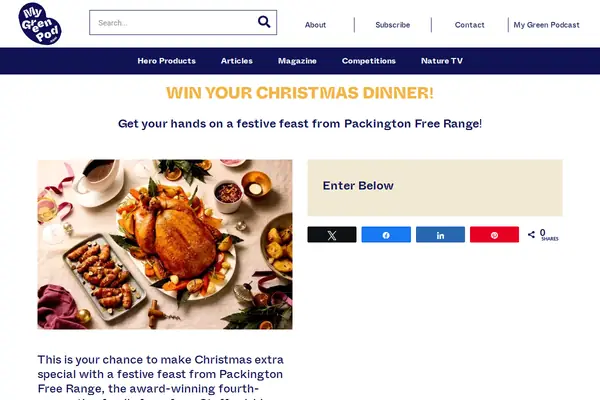 My
Green
Pod
Search...
About
Subscribe
Contact
My Green Podcast
Hero Products
Articles
Magazine
Competitions
Nature TV
WIN YOUR CHRISTMAS DINNER!
Get your hands on a festive feast from Packington Free Range!
Enter Below
0
SHARES
This is your chance to make Christmas extra
special with a festive feast from Packington
Free Range, the award-winning fourth-